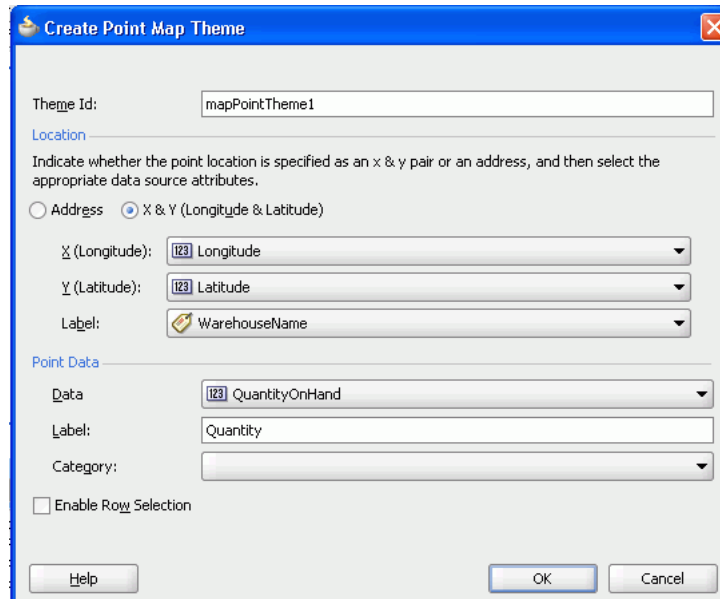 Create Point Map Theme
Theme Id: mapPointTheme1
Location
Indicate whether the point location is specified as an x & y pair or an address, and then select the
appropriate data source attributes.
Address X & Y (Longitude & Latitude)
X (Longitude): 123 Longitude
Y (Latitude): 123 Latitude
Label: WarehouseName
Point Data
Data 123 QuantityOnHand
Label: Quantity
Category:
Enable Row Selection
Help OK Cancel